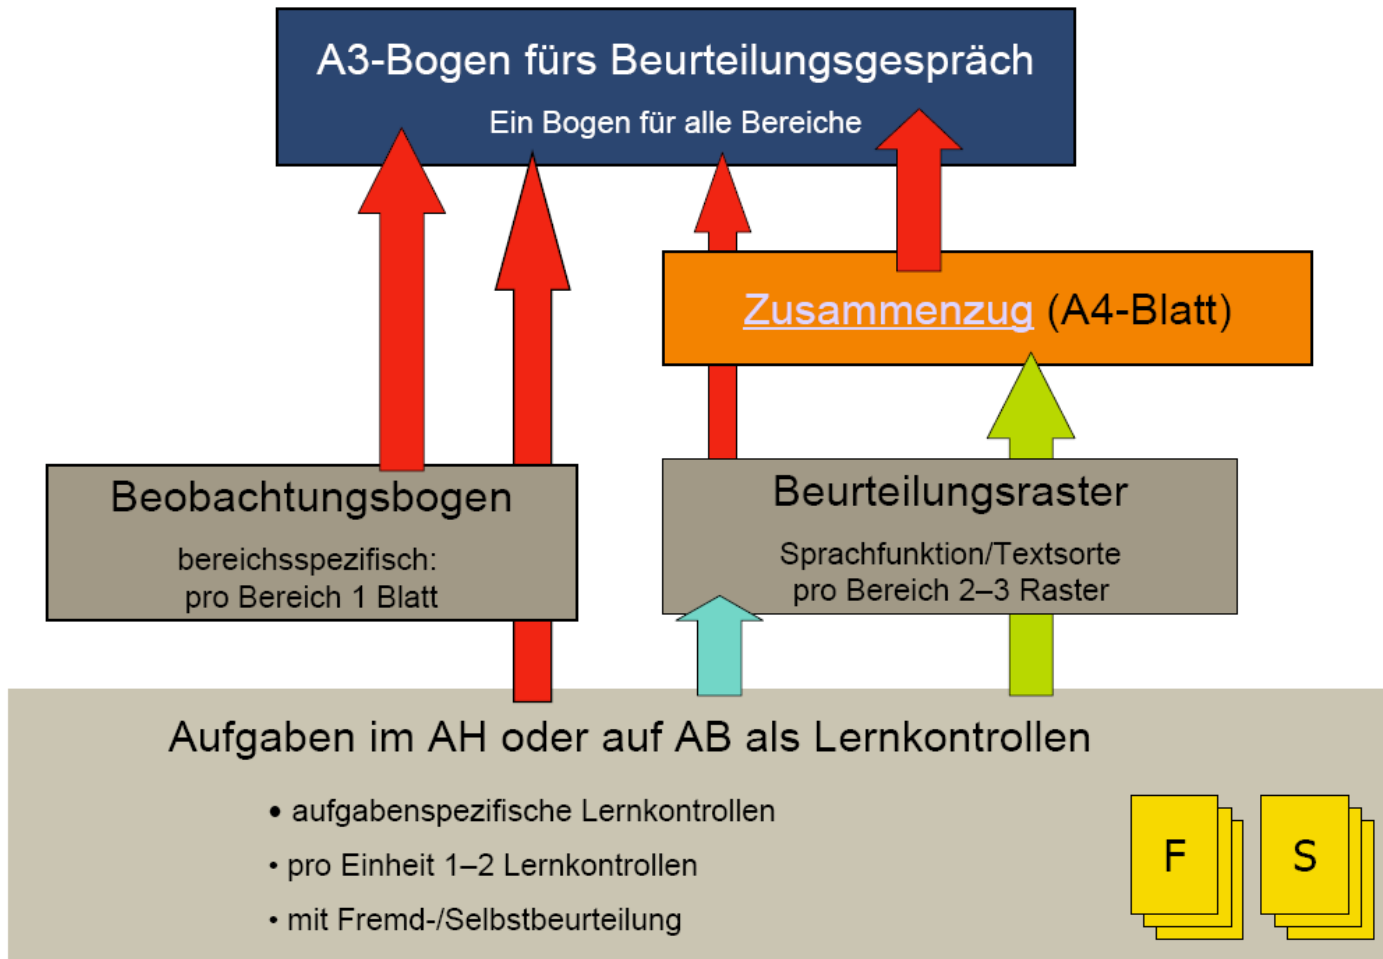 A3-Bogen fürs Beurteilungsgespräch
Ein Bogen für alle Bereiche
Zusammenzug (A4-Blatt)
Beobachtungsbogen
bereichsspezifisch:
pro Bereich 1 Blatt
Beurteilungsraster
Sprachfunktion/Textsorte
pro Bereich 2–3 Raster
Aufgaben im AH oder auf AB als Lernkontrollen
• aufgabenspezifische Lernkontrollen
• pro Einheit 1–2 Lernkontrollen
• mit Fremd-/Selbstbeurteilung
F
S